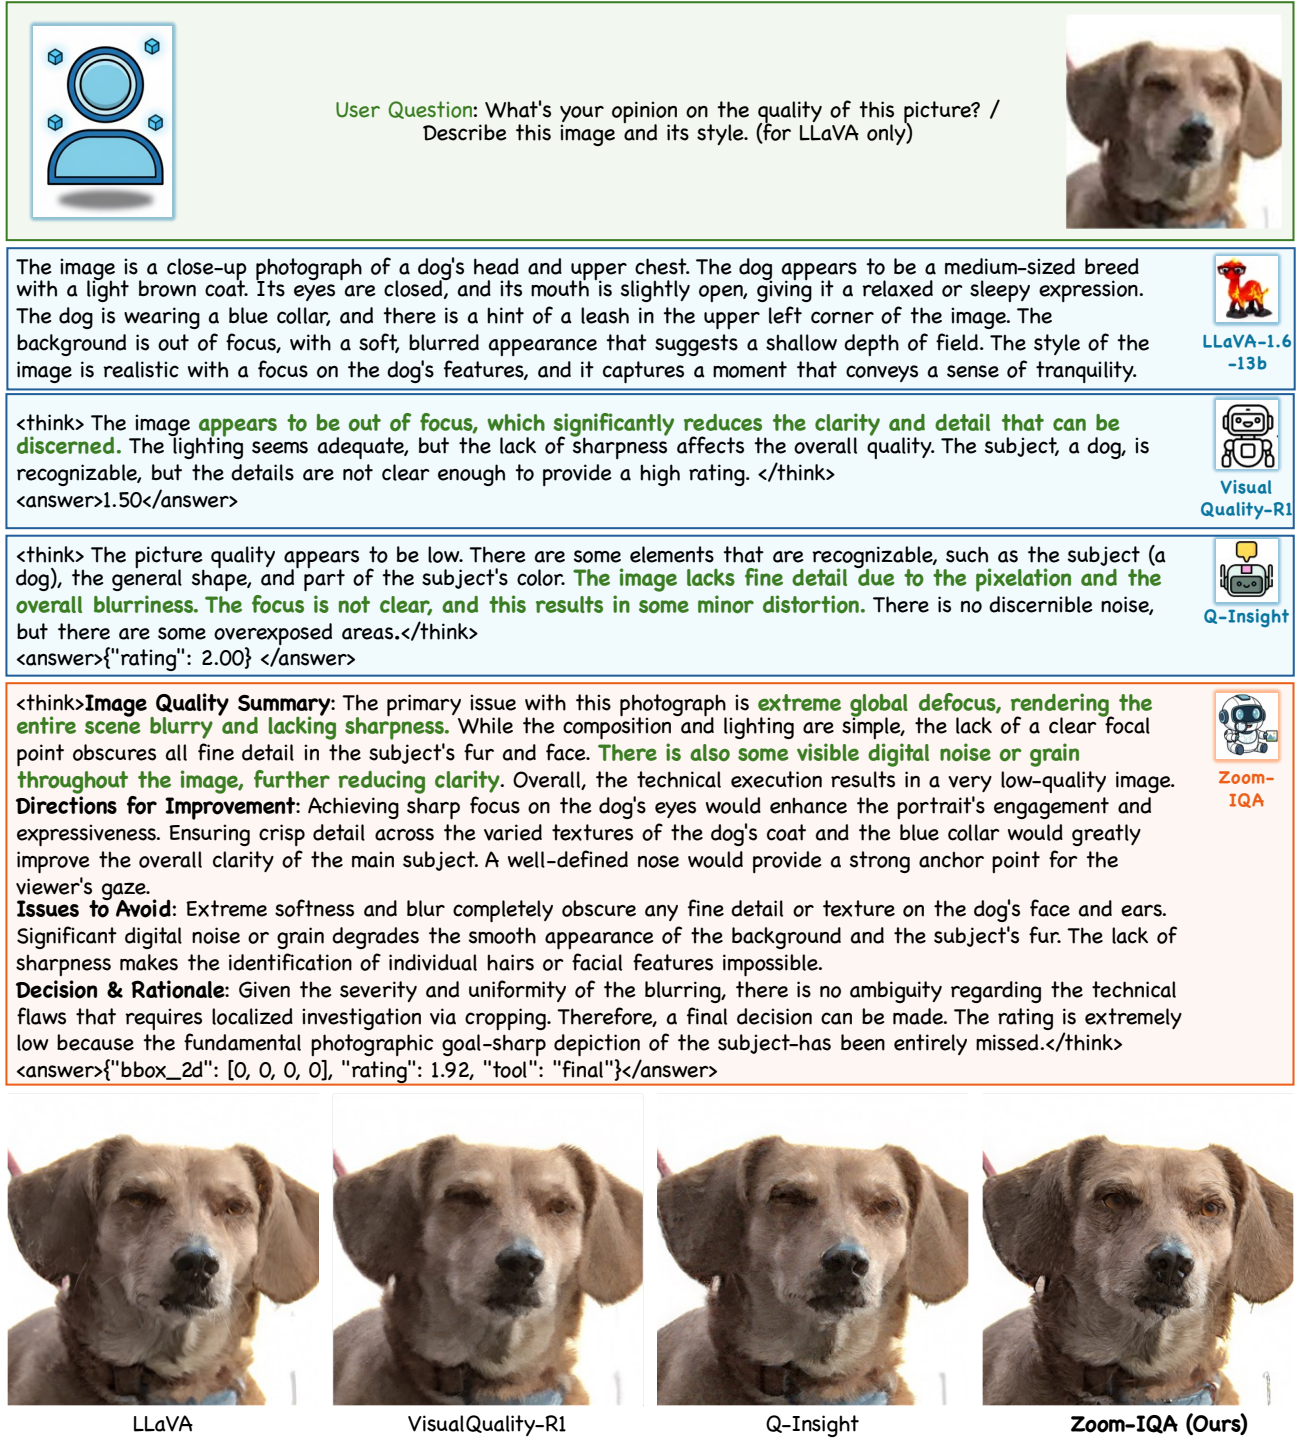 User Question: What's your opinion on the quality of this picture? /
Describe this image and its style. (for LLaVA only)
The image is a close-up photograph of a dog's head and upper chest. The dog appears to be a medium-sized breed
with a light brown coat. Its eyes are closed, and its mouth is slightly open, giving it a relaxed or sleepy expression.
The dog is wearing a blue collar, and there is a hint of a leash in the upper left corner of the image. The
background is out of focus, with a soft, blurred appearance that suggests a shallow depth of field. The style of the
image is realistic with a focus on the dog's features, and it captures a moment that conveys a sense of tranquility.
LLaVA-1.6
-13b
<think> The image appears to be out of focus, which significantly reduces the clarity and detail that can be
discerned. The lighting seems adequate, but the lack of sharpness affects the overall quality. The subject, a dog, is
recognizable, but the details are not clear enough to provide a high rating. </think>
<answer>1.50</answer>
Visual
Quality-R1
<think> The picture quality appears to be low. There are some elements that are recognizable, such as the subject (a
dog), the general shape, and part of the subject's color. The image lacks fine detail due to the pixelation and the
overall blurriness. The focus is not clear, and this results in some minor distortion. There is no discernible noise,
but there are some overexposed areas.</think>
<answer>{"rating": 2.00} </answer>
Q-Insight
<think>Image Quality Summary: The primary issue with this photograph is extreme global defocus, rendering the
entire scene blurry and lacking sharpness. While the composition and lighting are simple, the lack of a clear focal
point obscures all fine detail in the subject's fur and face. There is also some visible digital noise or grain
throughout the image, further reducing clarity. Overall, the technical execution results in a very low-quality image.
Directions for Improvement: Achieving sharp focus on the dog's eyes would enhance the portrait's engagement and
expressiveness. Ensuring crisp detail across the varied textures of the dog's coat and the blue collar would greatly
improve the overall clarity of the main subject. A well-defined nose would provide a strong anchor point for the
viewer's gaze.
Issues to Avoid: Extreme softness and blur completely obscure any fine detail or texture on the dog's face and ears.
Significant digital noise or grain degrades the smooth appearance of the background and the subject's fur. The lack of
sharpness makes the identification of individual hairs or facial features impossible.
Decision & Rationale: Given the severity and uniformity of the blurring, there is no ambiguity regarding the technical
flaws that requires localized investigation via cropping. Therefore, a final decision can be made. The rating is extremely
low because the fundamental photographic goal-sharp depiction of the subject-has been entirely missed.</think>
<answer>{"bbox_2d": [0, 0, 0, 0], "rating": 1.92, "tool": "final"}</answer>
Zoom-
IQA
LLaVA
VisualQuality-R1
Q-Insight
Zoom-IQA (Ours)